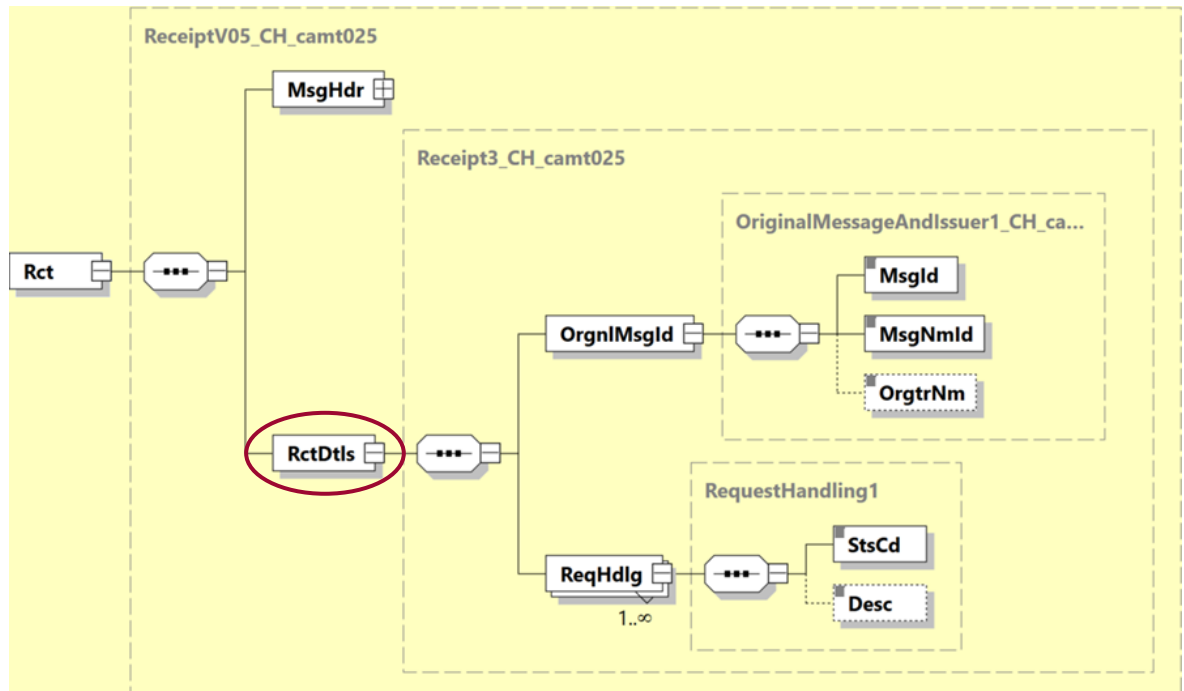 ReceiptV05_CH_camt025
MsgHdr
Receipt3_CH_camt025
OriginalMessageAndIssuer1_CH_ca...
MsgId
Rct
OrgnlMsgId
MsgNmId
OrgtrNm
RctDtls
RequestHandling1
StsCd
ReqHdlg
Desc
1..∞